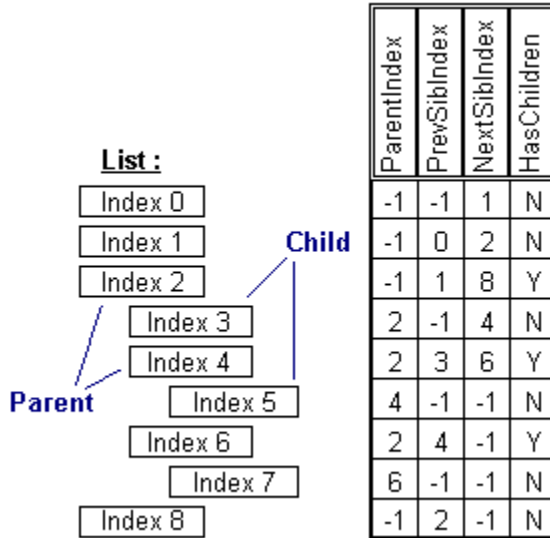 ParentIndex PrevSibIndex NextSibIndex HasChildren
List :
Index 0 -1 -1 1 N
Index 1 Child -1 0 2 N
Index 2 -1 1 8 Y
Index 3 2 -1 4 N
Index 4 2 3 6 Y
Parent Index 5 4 -1 -1 N
Index 6 2 4 -1 Y
Index 7 6 -1 -1 N
Index 8 -1 2 -1 N